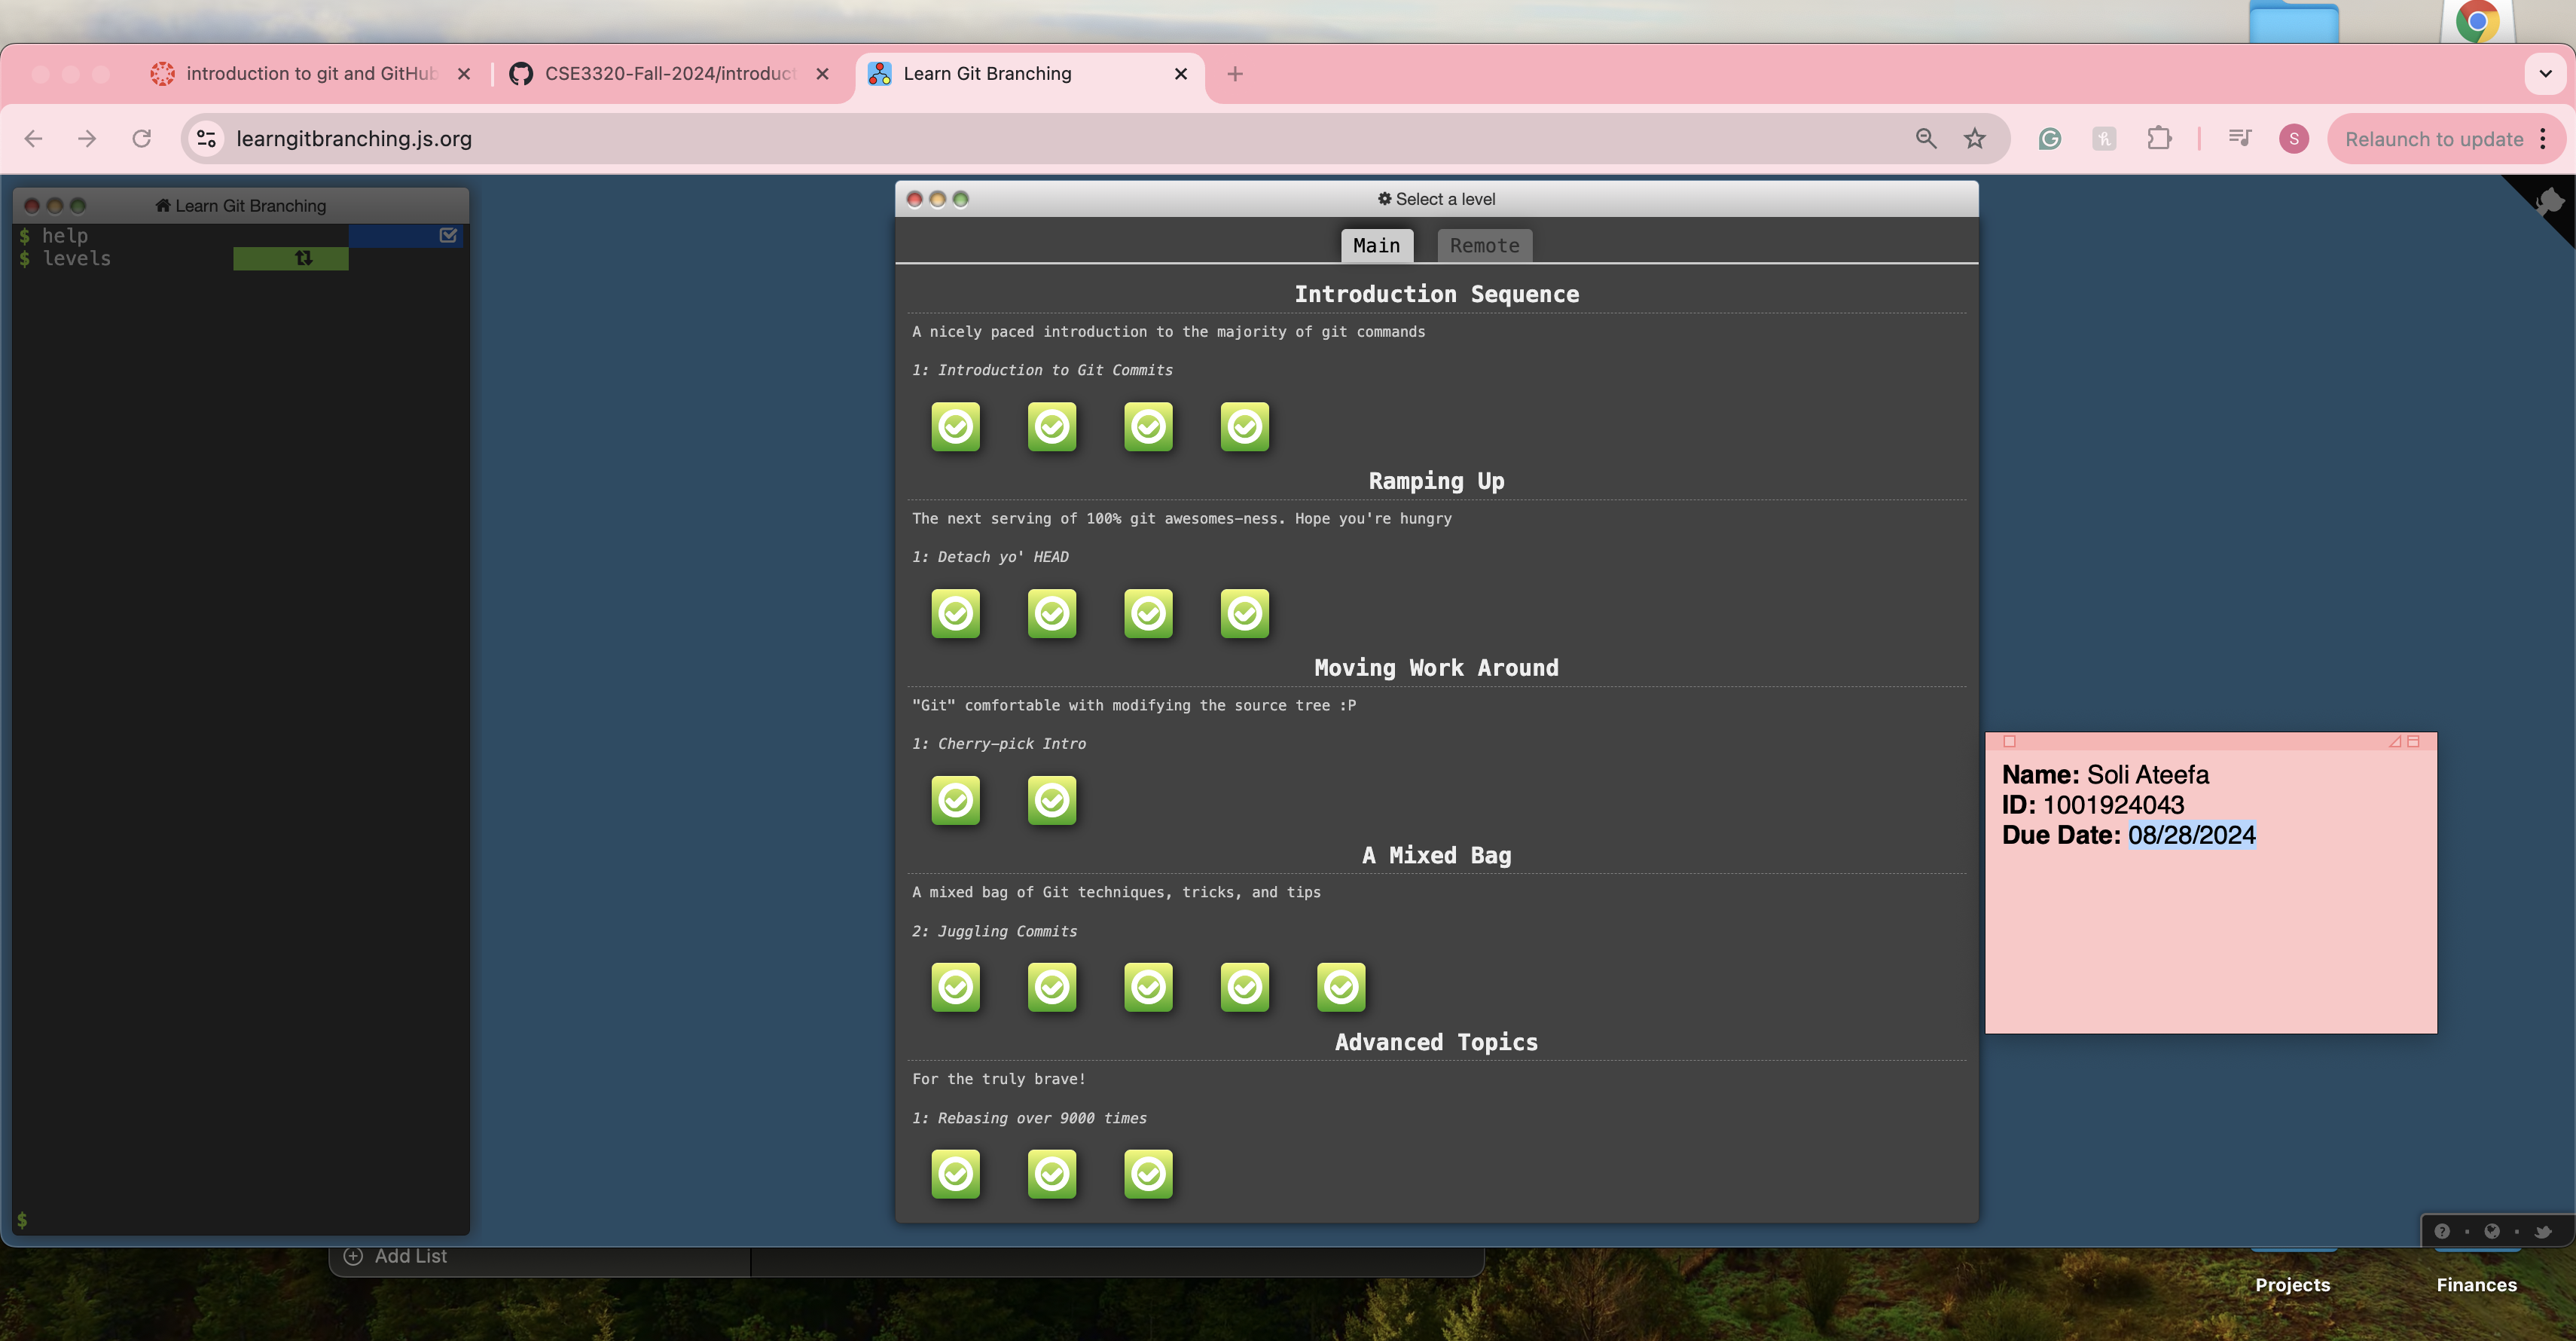 introduction to git and GitHub
CSE3320-Fall-2024/introduct
Learn Git Branching
learngitbranching.js.org
S
Relaunch to update
Learn Git Branching
$ help
$ levels
$
Select a level
Main
Remote
Introduction Sequence
A nicely paced introduction to the majority of git commands
1: Introduction to Git Commits
Ramping Up
The next serving of 100% git awesomes-ness. Hope you're hungry
1: Detach yo' HEAD
Moving Work Around
"Git" comfortable with modifying the source tree :P
1: Cherry-pick Intro
A Mixed Bag
A mixed bag of Git techniques, tricks, and tips
2: Juggling Commits
Advanced Topics
For the truly brave!
1: Rebasing over 9000 times
Name: Soli Ateefa
ID: 1001924043
Due Date: 08/28/2024
Add List
Projects
Finances